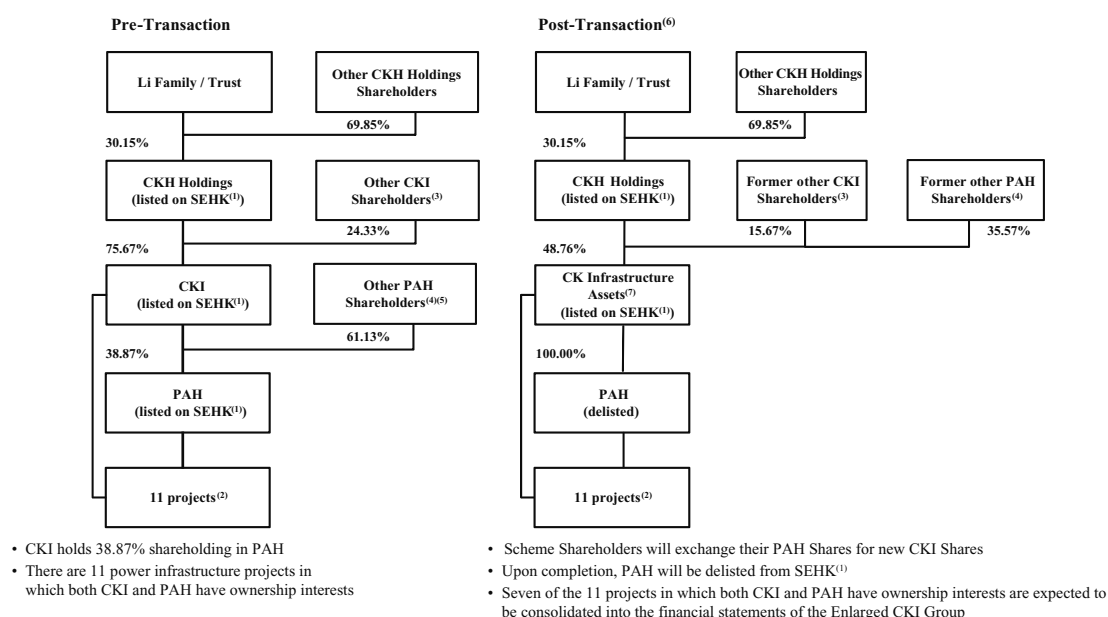 Pre-Transaction
Li Family / Trust
Other CKH Holdings
Shareholders
69.85%
30.15%
CKH Holdings
(listed on SEHK(1))
Other CKI
Shareholders(3)
24.33%
75.67%
CKI
(listed on SEHK(1))
Other PAH
Shareholders(4)(5)
61.13%
38.87%
PAH
(listed on SEHK(1))
11 projects(2)
• CKI holds 38.87% shareholding in PAH
• There are 11 power infrastructure projects in
which both CKI and PAH have ownership interests
Post-Transaction(6)
Li Family / Trust
Other CKH Holdings
Shareholders
69.85%
30.15%
CKH Holdings
(listed on SEHK(1))
Former other CKI
Shareholders(3)
Former other PAH
Shareholders(4)
15.67%
35.57%
48.76%
CK Infrastructure
Assets(7)
(listed on SEHK(1))
100.00%
PAH
(delisted)
11 projects(2)
• Scheme Shareholders will exchange their PAH Shares for new CKI Shares
• Upon completion, PAH will be delisted from SEHK(1)
• Seven of the 11 projects in which both CKI and PAH have ownership interests are expected to
be consolidated into the financial statements of the Enlarged CKI Group